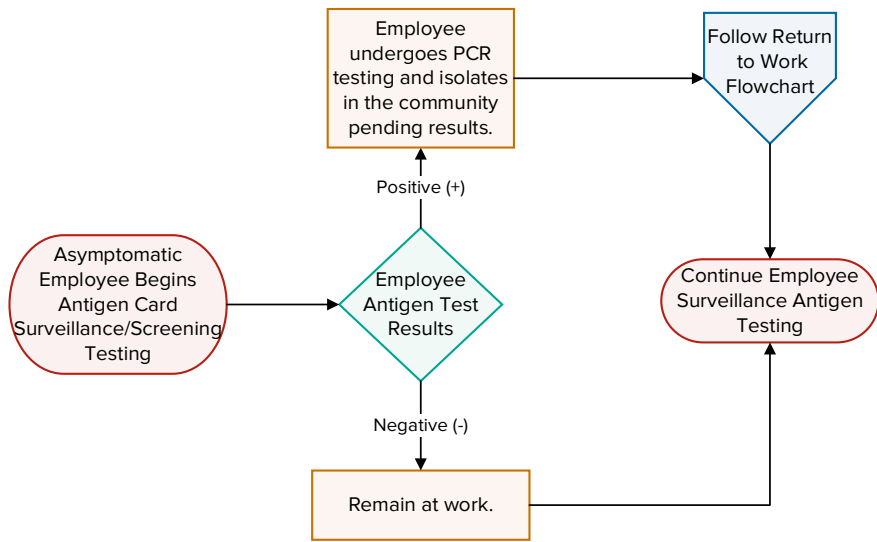 Employee
undergoes PCR
testing and isolates
in the community
pending results.
Follow Return
to Work
Flowchart
Positive (+)
Asymptomatic
Employee Begins
Antigen Card
Surveillance/Screening
Testing
Employee
Antigen Test
Results
Continue Employee
Surveillance Antigen
Testing
Negative (-)
Remain at work.